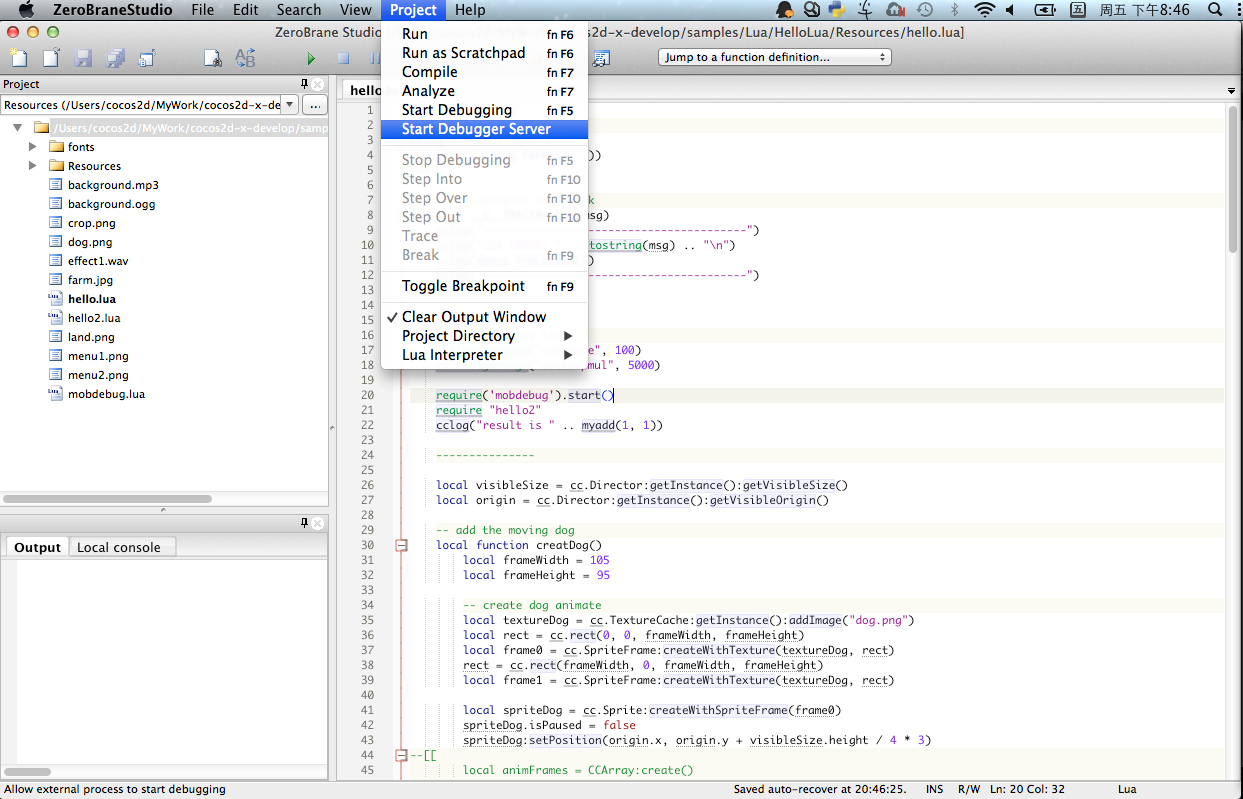 ZeroBraneStudio File Edit Search View Project Help 周五 下午8:46
ZeroBrane Studio
s2d-x-develop/samples/Lua/HelloLua/Resources/hello.lua]
Jump to a function definition...
Run fn F6
Run as Scratchpad fn F6
Compile fn F7
Analyze fn F7
Start Debugging fn F5
Start Debugger Server
Stop Debugging fn F5
Step Into fn F10
Step Over fn F10
Step Out fn F10
Trace
Break fn F9
Toggle Breakpoint fn F9
✓ Clear Output Window
Project Directory ▶
Lua Interpreter ▶
Project
Resources (/Users/cocos2d/MyWork/cocos2d-x-de ...
/Users/cocos2d/MyWork/cocos2d-x-develop/samp
fonts
Resources
background.mp3
background.ogg
crop.png
dog.png
effect1.wav
farm.jpg
hello.lua
hello2.lua
land.png
menu1.png
menu2.png
mobdebug.lua
Output Local console
hello
1
2
3
4 ))
5
6
7 k
8 msg)
9 ----------------------------")
10 tostring(msg) .. "\n")
11 )
12 ----------------------------")
13
14
15
16
17 e", 100)
18 mul", 5000)
19
20 require('mobdebug').start()
21 require "hello2"
22 cclog("result is " .. myadd(1, 1))
23
24 ---------------
25
26 local visibleSize = cc.Director:getInstance():getVisibleSize()
27 local origin = cc.Director:getInstance():getVisibleOrigin()
28
29 -- add the moving dog
30 local function creatDog()
31 local frameWidth = 105
32 local frameHeight = 95
33
34 -- create dog animate
35 local textureDog = cc.TextureCache:getInstance():addImage("dog.png")
36 local rect = cc.rect(0, 0, frameWidth, frameHeight)
37 local frame0 = cc.SpriteFrame:createWithTexture(textureDog, rect)
38 rect = cc.rect(frameWidth, 0, frameWidth, frameHeight)
39 local frame1 = cc.SpriteFrame:createWithTexture(textureDog, rect)
40
41 local spriteDog = cc.Sprite:createWithSpriteFrame(frame0)
42 spriteDog.isPaused = false
43 spriteDog:setPosition(origin.x, origin.y + visibleSize.height / 4 * 3)
44 --[[
45 local animFrames = CCArray:create()
Allow external process to start debugging Saved auto-recover at 20:46:25. INS R/W Ln: 20 Col: 32 Lua